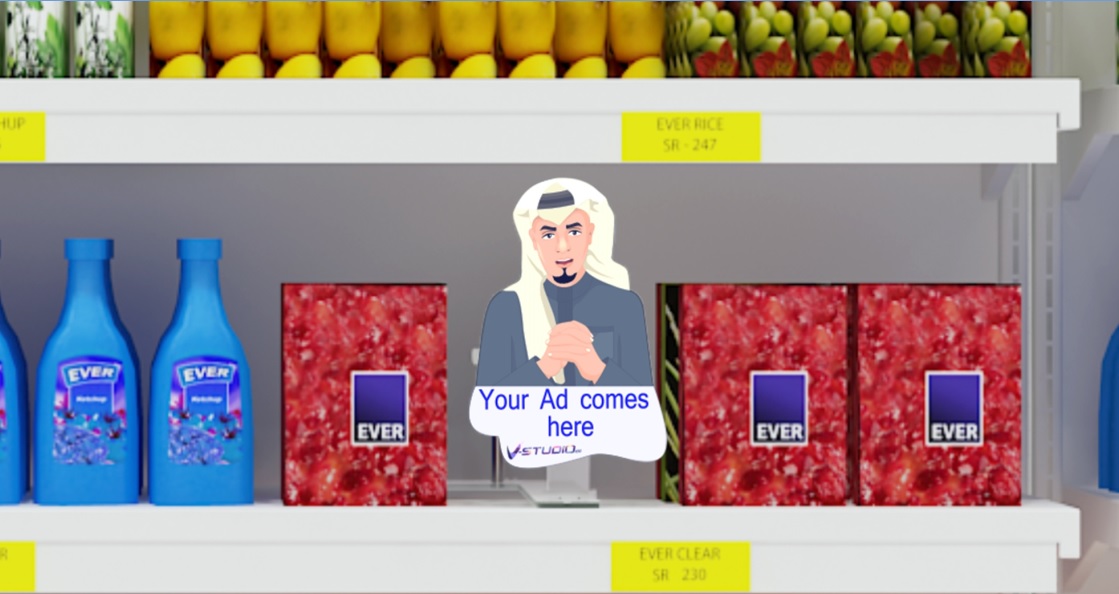 HUP
EVER RICE
SR - 247
EVER
Ketchup
EVER
Ketchup
EVER
Your Ad comes
here
V-STUDIO
EVER
EVER
R
EVER CLEAR
SR 230